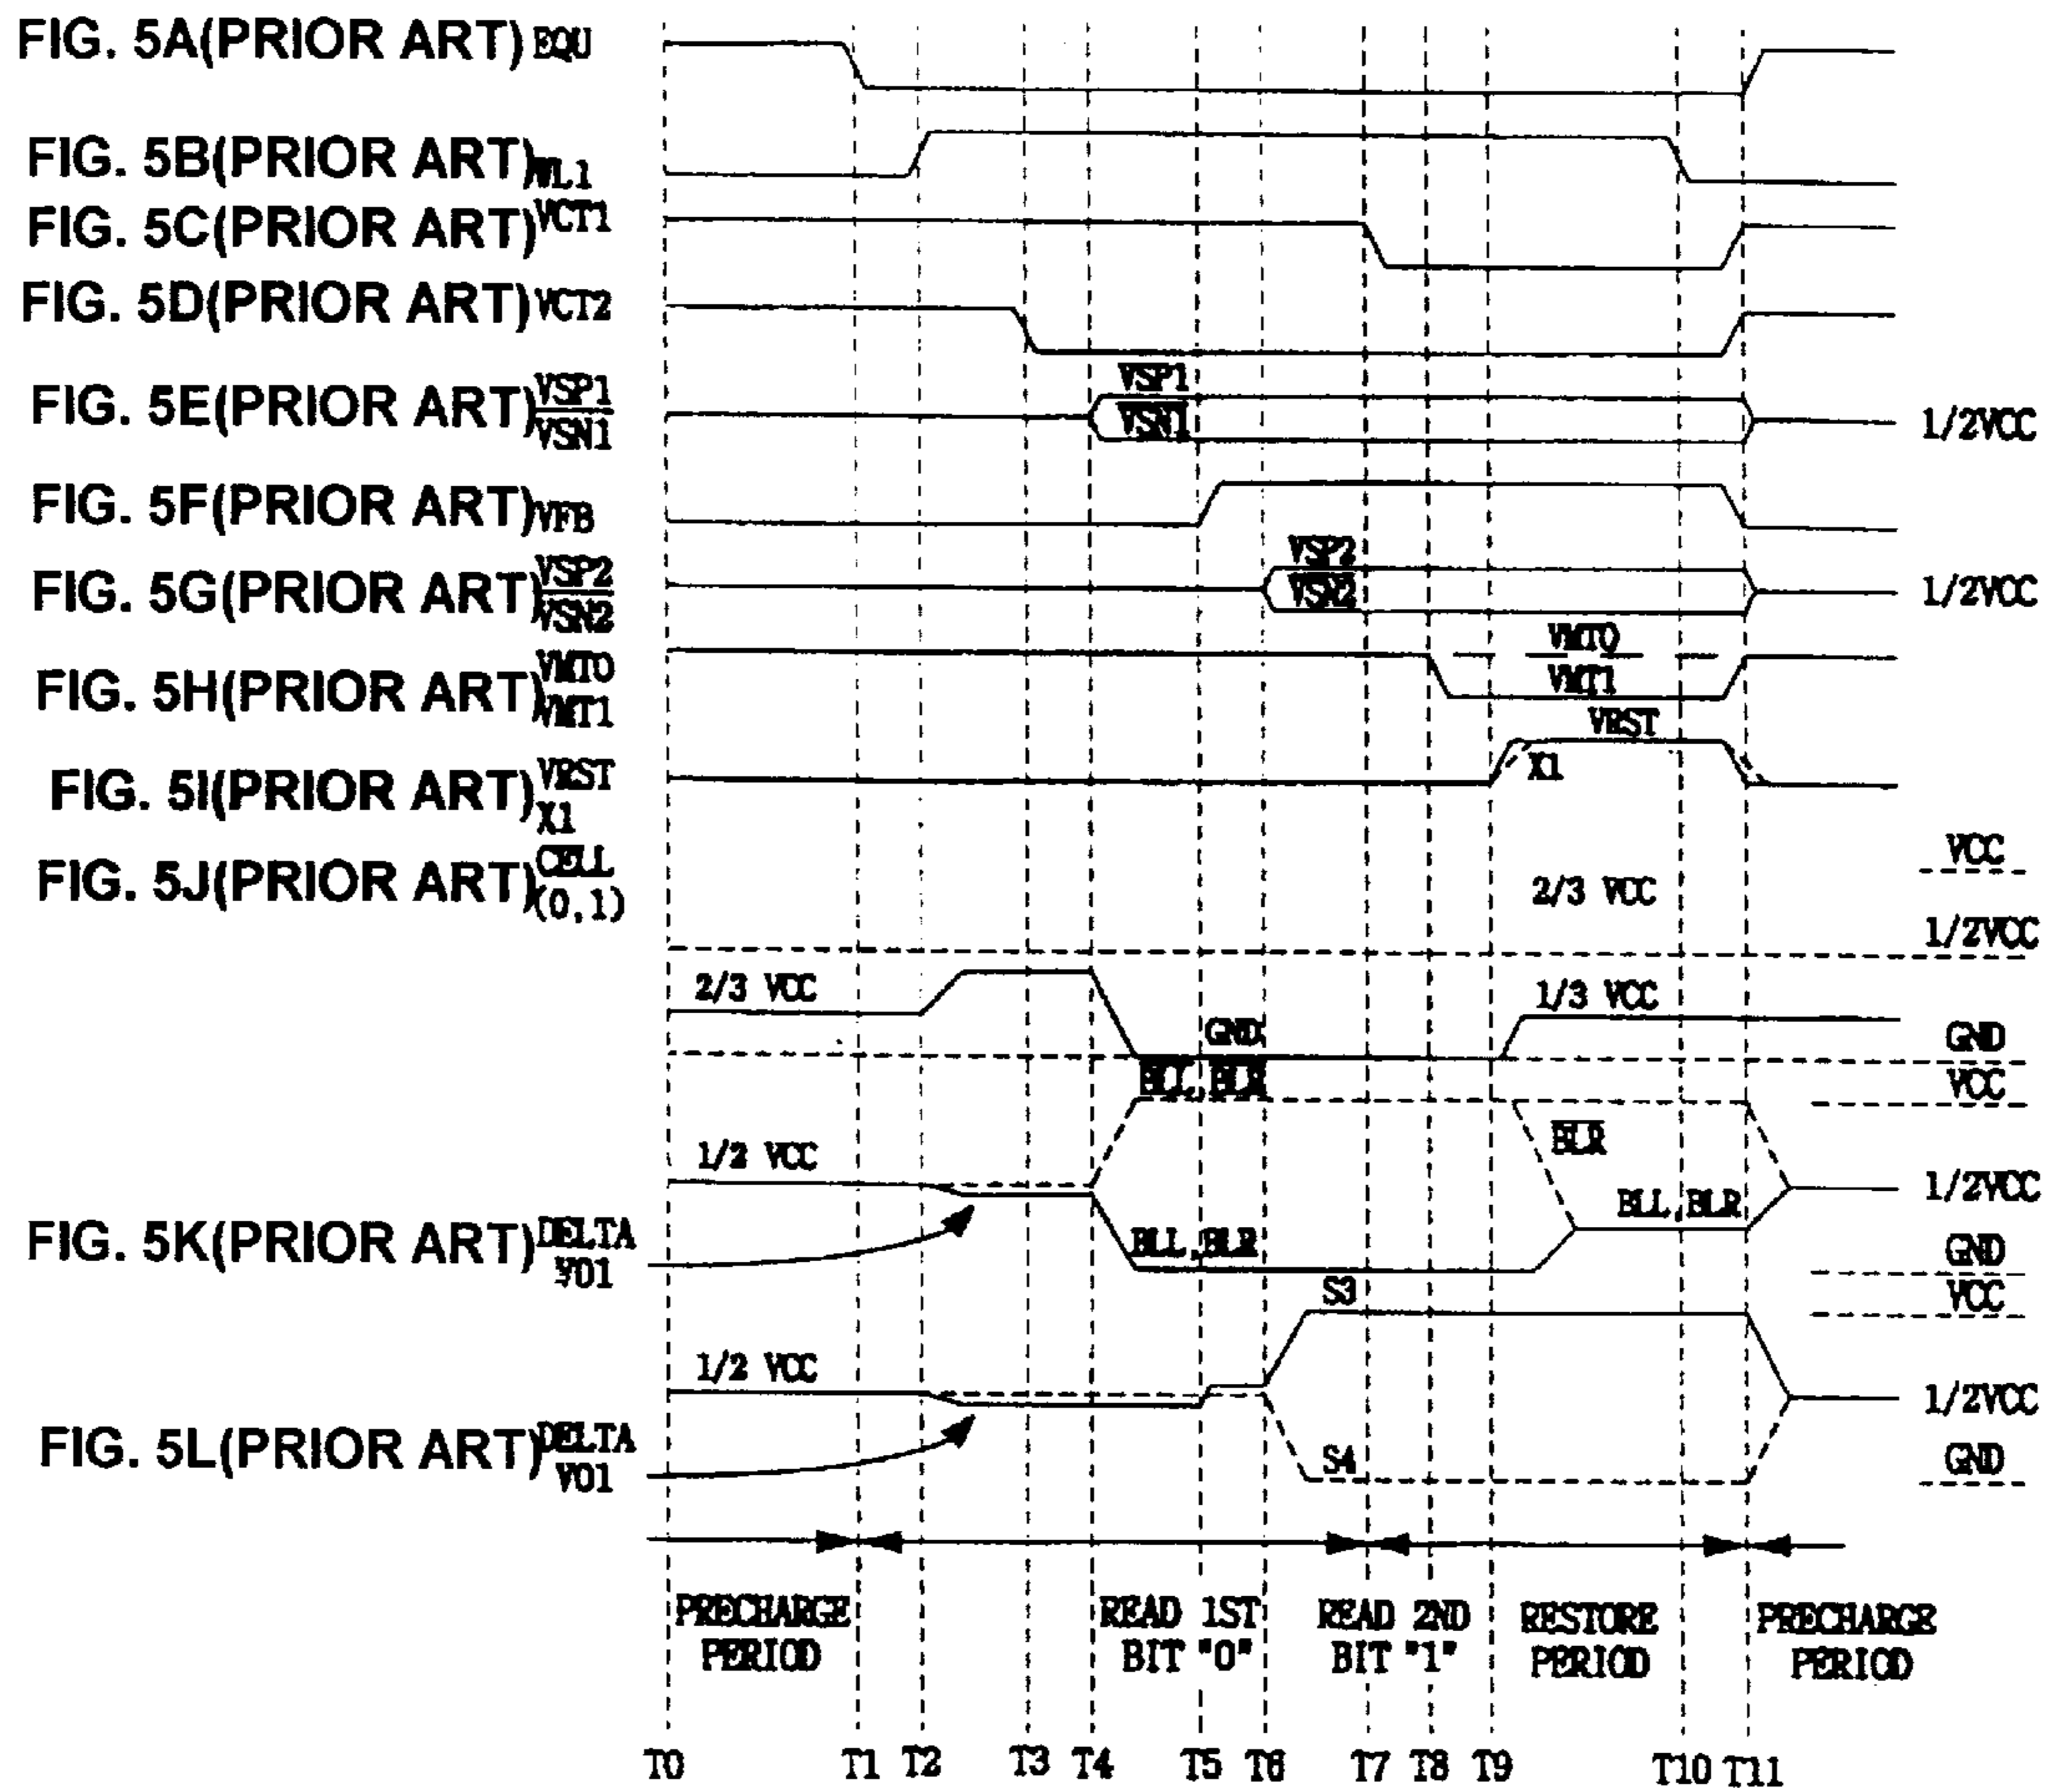 FIG. 5A(PRIOR ART) EQU
FIG. 5B(PRIOR ART) WL1
FIG. 5C(PRIOR ART) VCT1
FIG. 5D(PRIOR ART) VCT2
FIG. 5E(PRIOR ART) VSP1
VSN1
VSP1
VSN1
1/2VCC
FIG. 5F(PRIOR ART) VFB
FIG. 5G(PRIOR ART) VSP2
VSN2
VSP2
VSN2
1/2VCC
FIG. 5H(PRIOR ART) VMT0
VMT1
VMT0
VMT1
FIG. 5I(PRIOR ART) VRST
X1
VRST
X1
FIG. 5J(PRIOR ART) CELL
(0,1)
2/3 VCC
VCC
1/2VCC
2/3 VCC
1/3 VCC
GND
GND
BLL, BLR
VCC
BLR
1/2 VCC
BLL, BLR
1/2VCC
FIG. 5K(PRIOR ART) DELTA
V01
BLL, BLR
GND
S3
VCC
1/2 VCC
1/2VCC
FIG. 5L(PRIOR ART) DELTA
V01
S4
GND
PRECHARGE
PERIOD
READ 1ST
BIT "0"
READ 2ND
BIT "1"
RESTORE
PERIOD
PRECHARGE
PERIOD
T0 T1 T2 T3 T4 T5 T6 T7 T8 T9 T10 T11